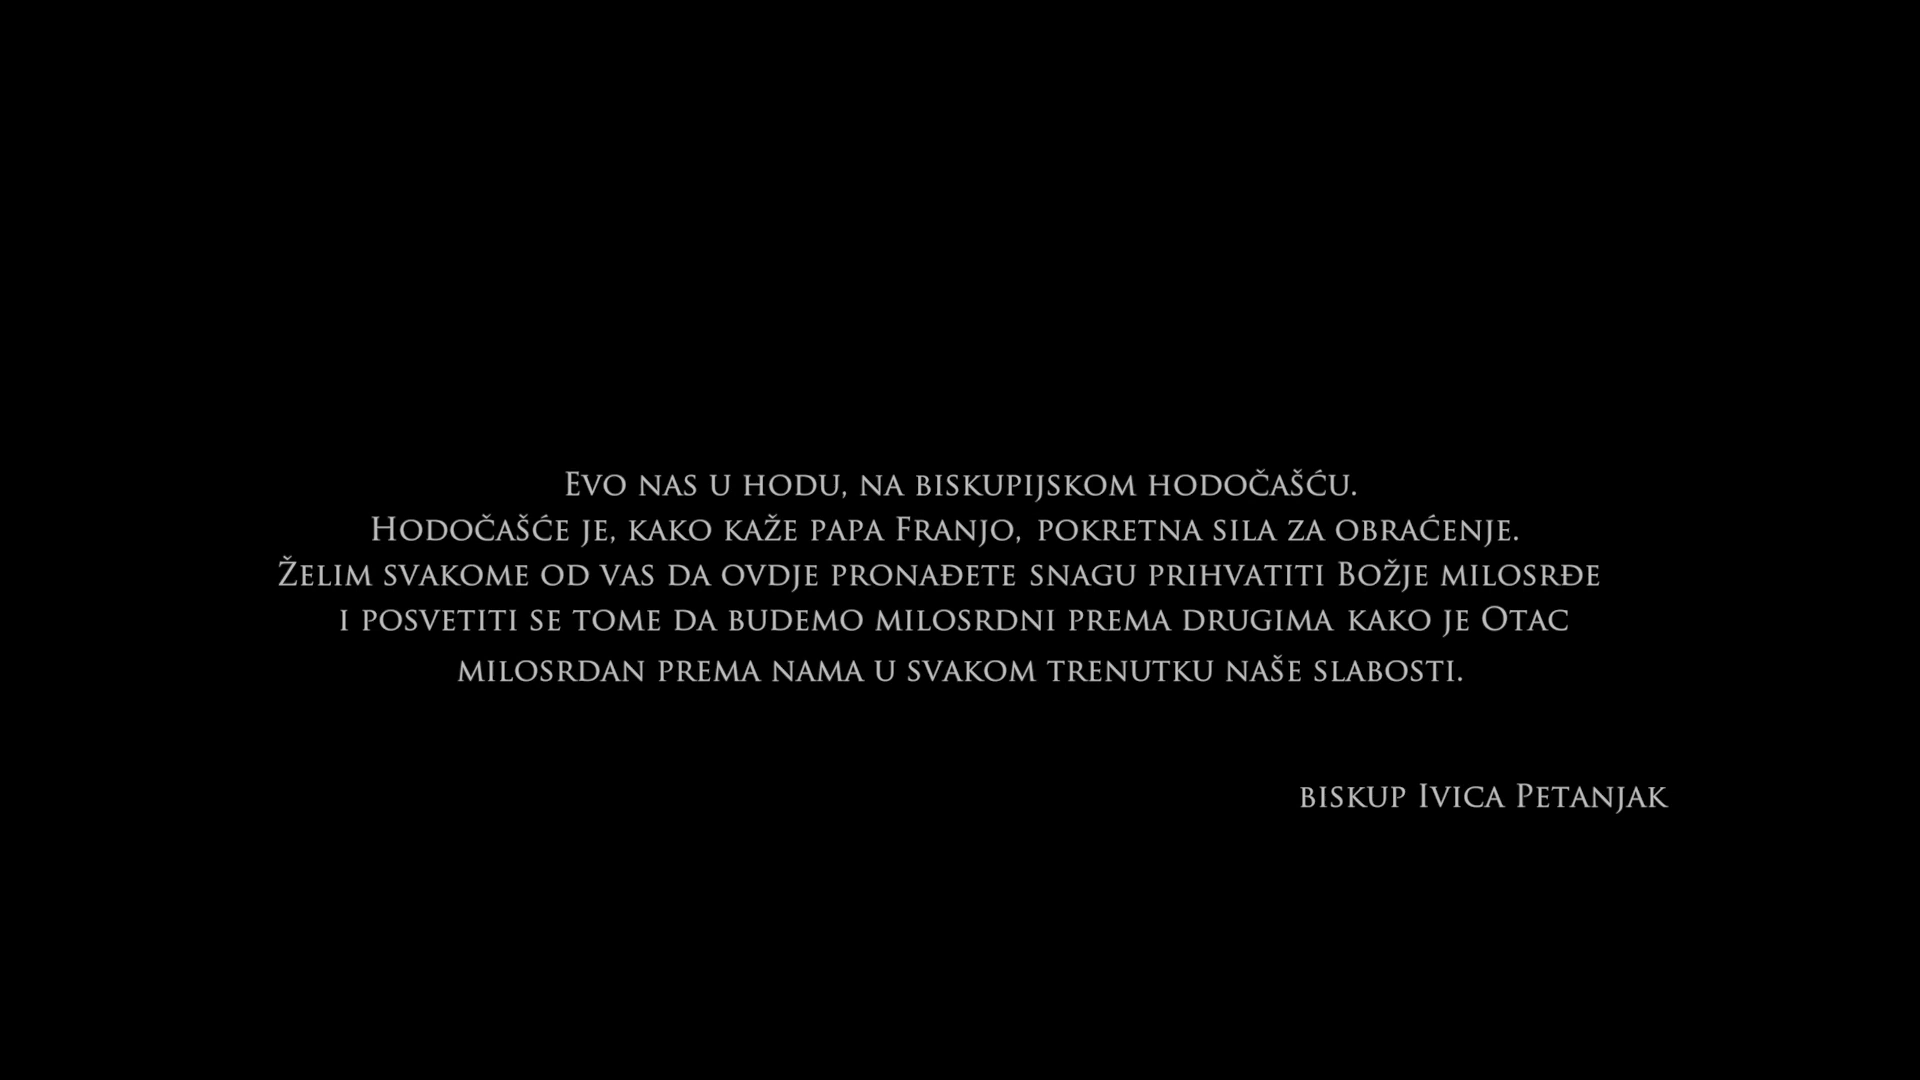 Evo nas u hodu, na biskupijskom hodočašću.
Hodočašće je, kako kaže papa Franjo, pokretna sila za obraćenje.
Želim svakome od vas da ovdje pronađete snagu prihvatiti Božje milosrđe
i posvetiti se tome da budemo milosrdni prema drugima kako je Otac
milosrdan prema nama u svakom trenutku naše slabosti.
biskup Ivica Petanjak